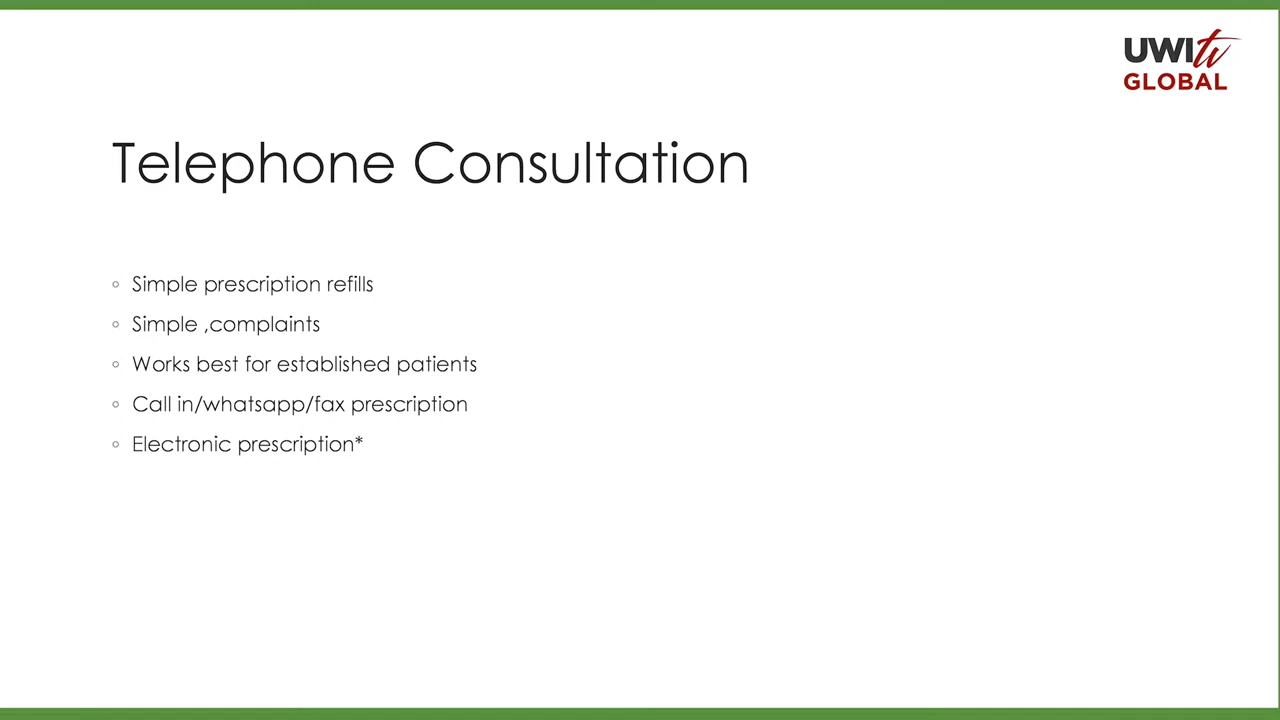 UWItv
GLOBAL
Telephone Consultation
Simple prescription refills
Simple ,complaints
Works best for established patients
Call in/whatsapp/fax prescription
Electronic prescription*